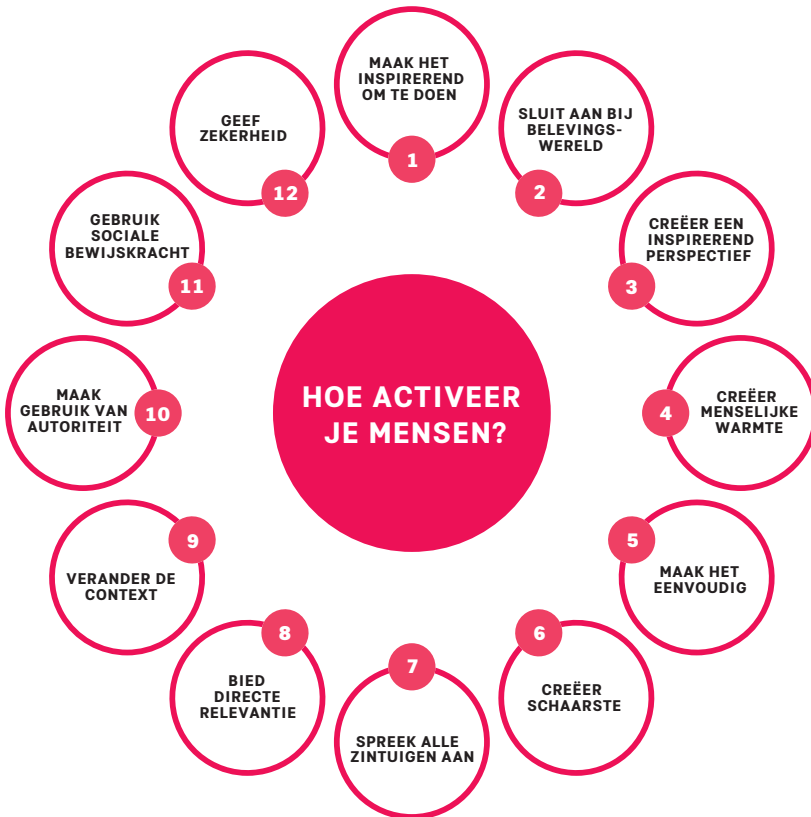 HOE ACTIVEER
JE MENSEN?
MAAK HET
INSPIREREND
OM TE DOEN
1
SLUIT AAN BIJ
BELEVINGS-
WERELD
2
CREËER EEN
INSPIREREND
PERSPECTIEF
3
CREËER
MENSELIJKE
WARMTE
4
MAAK HET
EENVOUDIG
5
CREËER
SCHAARSTE
6
SPREEK ALLE
ZINTUIGEN AAN
7
BIED
DIRECTE
RELEVANTIE
8
VERANDER DE
CONTEXT
9
MAAK
GEBRUIK VAN
AUTORITEIT
10
GEBRUIK
SOCIALE
BEWIJSKRACHT
11
GEEF
ZEKERHEID
12